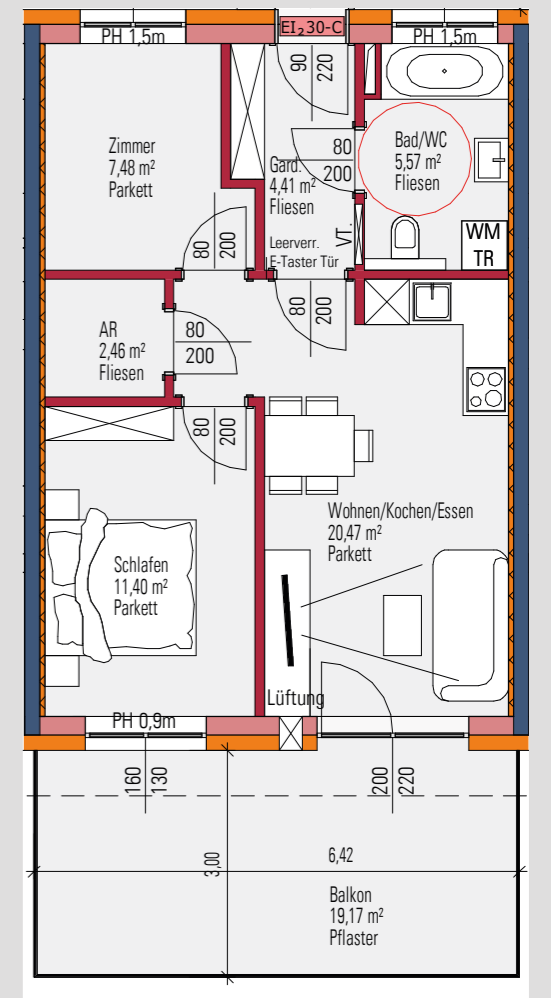 EI₂30-C
PH 1,5m
PH 1,5m
90
220
Zimmer
7,48 m²
Parkett
Gard.
4,41 m²
Fliesen
80
200
Bad/WC
5,57 m²
Fliesen
WM
TR
VT.
Leerverr.
E-Taster Tür
80
200
80
200
AR
2,46 m²
Fliesen
80
200
80
200
Wohnen/Kochen/Essen
20,47 m²
Parkett
Schlafen
11,40 m²
Parkett
Lüftung
PH 0,9m
160
130
200
220
3,00
6,42
Balkon
19,17 m²
Pflaster